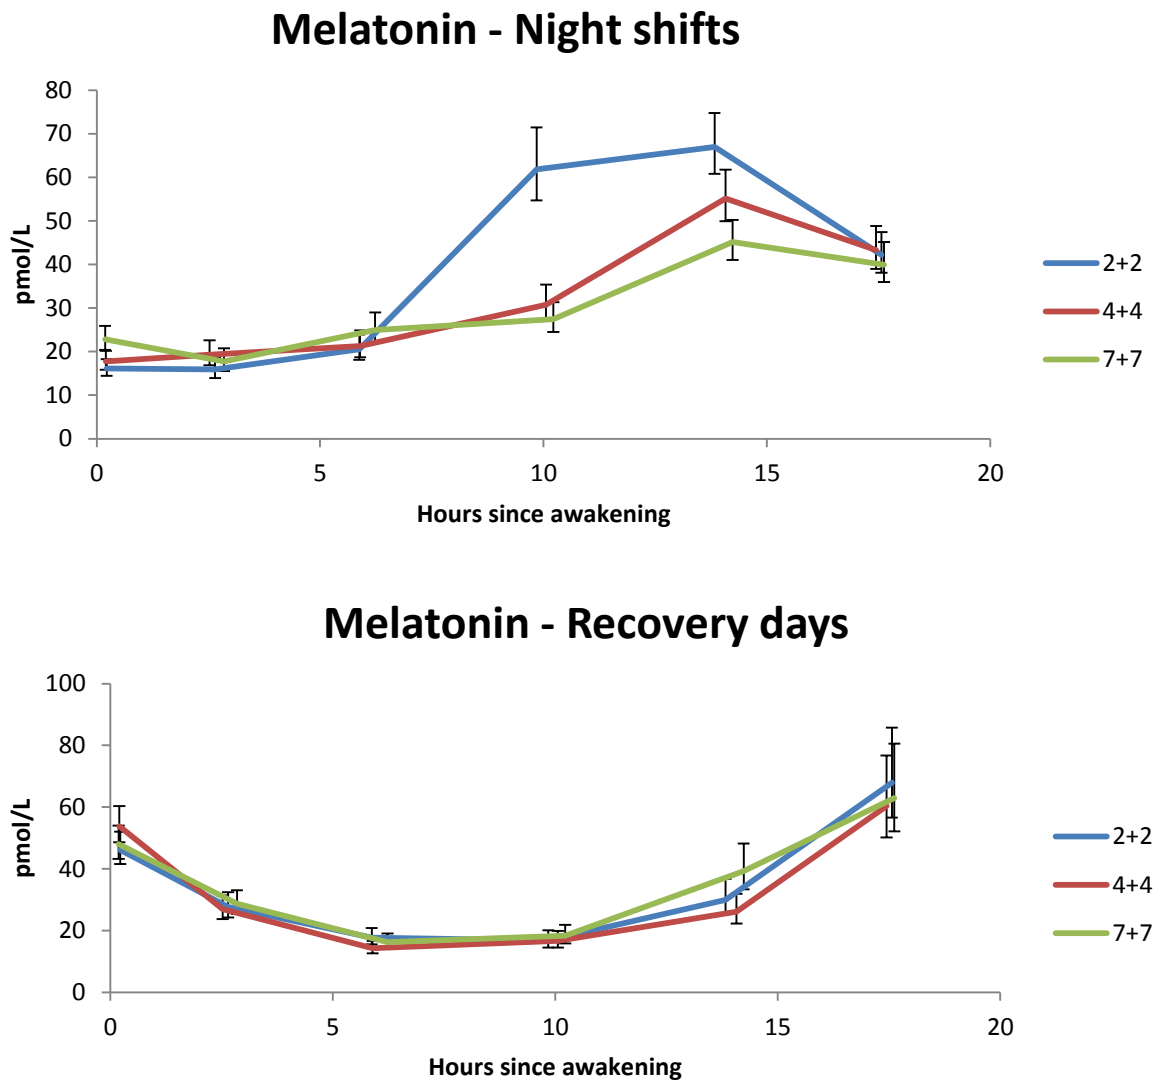 Melatonin - Night shifts
80
70
60
50
40
30
20
10
0
pmol/L
0 5 10 15 20
Hours since awakening
2+2
4+4
7+7
Melatonin - Recovery days
100
80
60
40
20
0
pmol/L
0 5 10 15 20
Hours since awakening
2+2
4+4
7+7